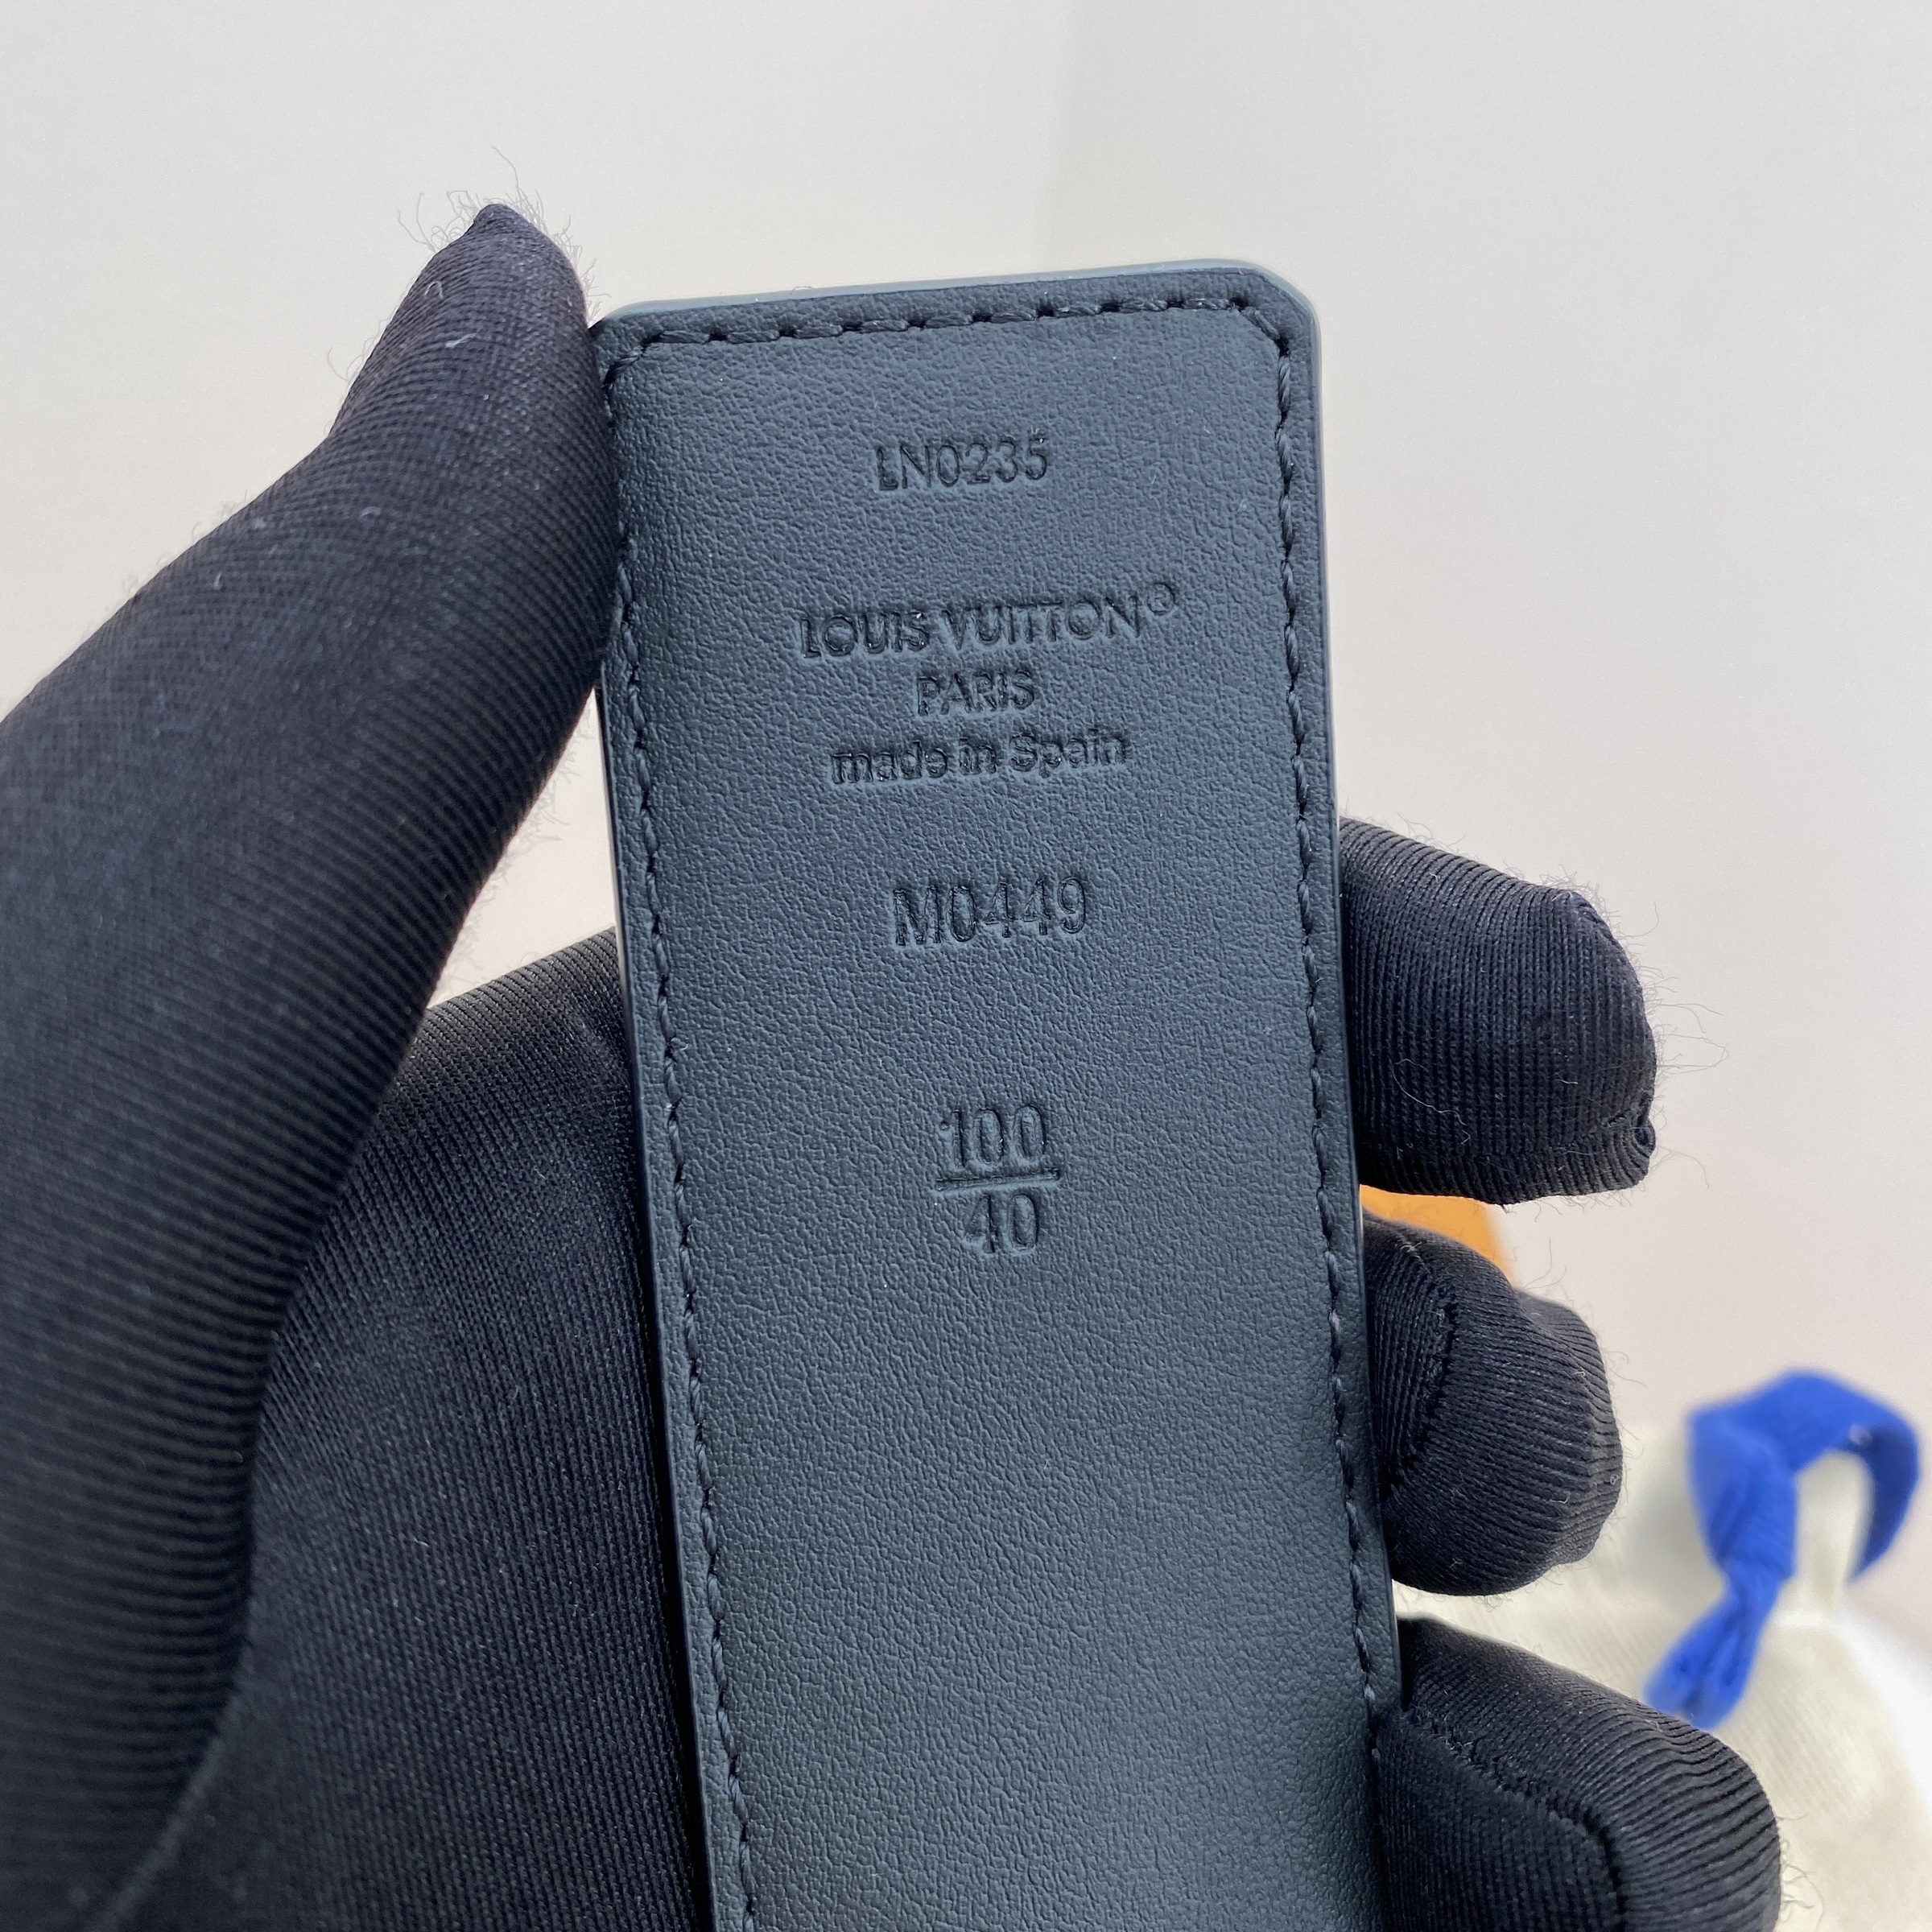 LN0235
LOUIS VUITTON®
PARIS
made in Spain
M0449
100
40